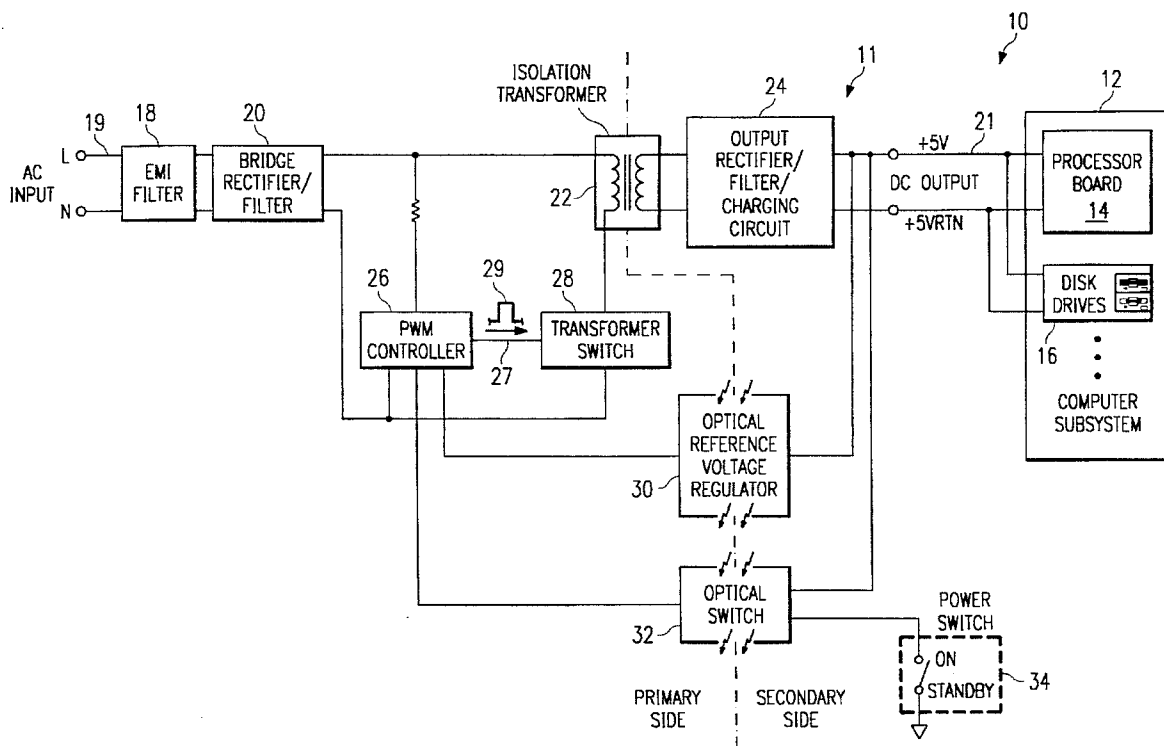 10
11
ISOLATION
TRANSFORMER
24
12
19
18
20
21
L
EMI
FILTER
BRIDGE
RECTIFIER/
FILTER
AC
INPUT
N
22
OUTPUT
RECTIFIER/
FILTER/
CHARGING
CIRCUIT
+5V
DC OUTPUT
+5VRTN
PROCESSOR
BOARD
14
DISK
DRIVES
16
COMPUTER
SUBSYSTEM
26
29
28
PWM
CONTROLLER
27
TRANSFORMER
SWITCH
OPTICAL
REFERENCE
VOLTAGE
REGULATOR
30
OPTICAL
SWITCH
32
POWER
SWITCH
ON
STANDBY
34
PRIMARY
SIDE
SECONDARY
SIDE